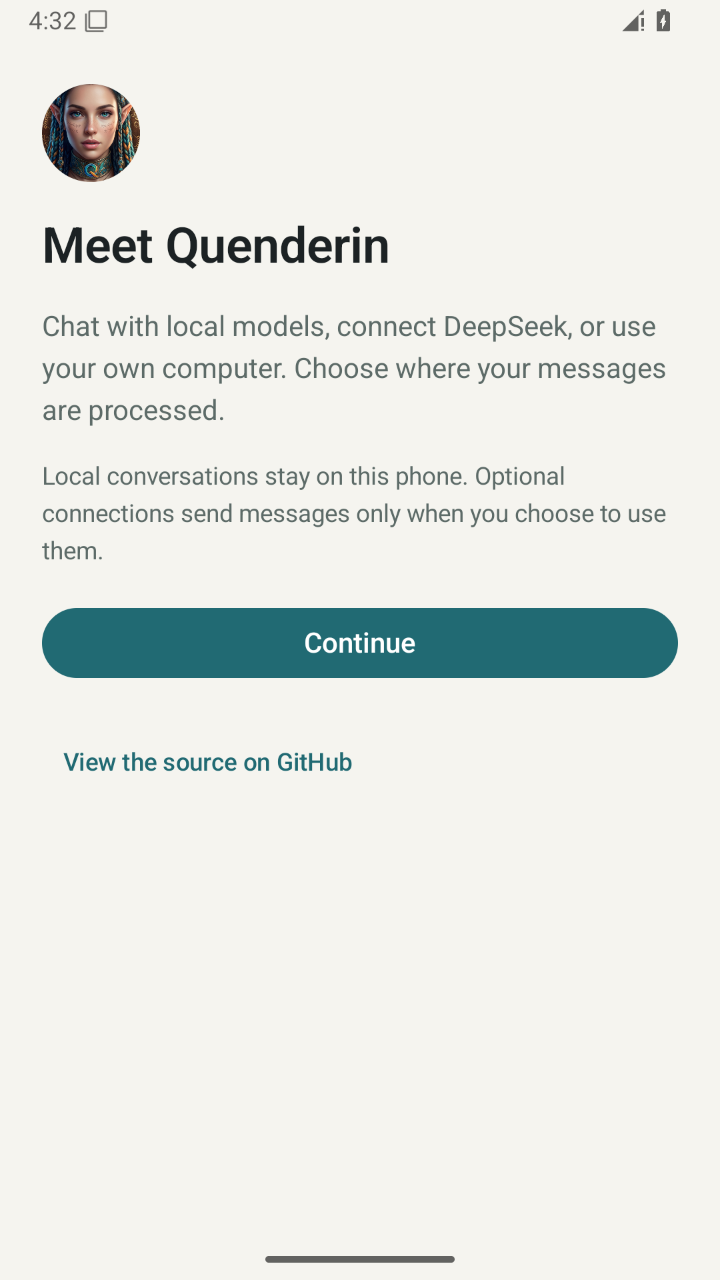 4:32
Meet Quenderin
Chat with local models, connect DeepSeek, or use
your own computer. Choose where your messages
are processed.
Local conversations stay on this phone. Optional
connections send messages only when you choose to use
them.
Continue
View the source on GitHub